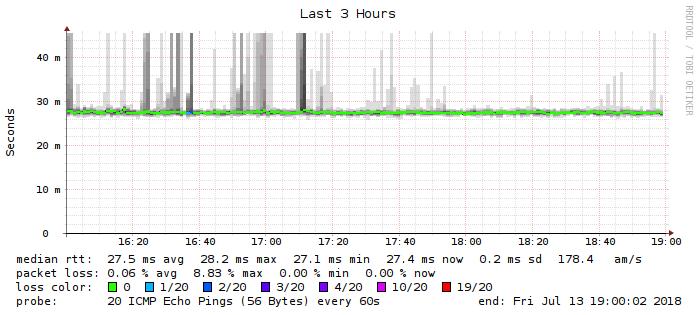 Last 3 Hours
RRDTOOL / TOBI OETIKER
Seconds
40 m
30 m
20 m
10 m
0
16:20 16:40 17:00 17:20 17:40 18:00 18:20 18:40 19:00
median rtt: 27.5 ms avg 28.2 ms max 27.1 ms min 27.4 ms now 0.2 ms sd 178.4 am/s
packet loss: 0.06 % avg 8.83 % max 0.00 % min 0.00 % now
loss color: 0 1/20 2/20 3/20 4/20 10/20 19/20
probe: 20 ICMP Echo Pings (56 Bytes) every 60s end: Fri Jul 13 19:00:02 2018